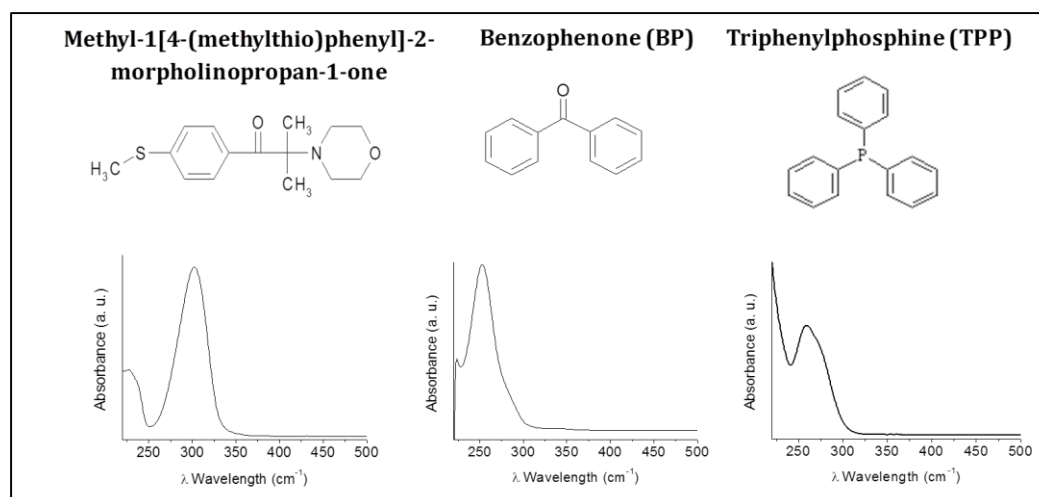 Methyl-1[4-(methylthio)phenyl]-2-
morpholinopropan-1-one
Benzophenone (BP)
Triphenylphosphine (TPP)
O
CH₃
S
H₃C
N
O
CH₃
O
P
Absorbance (a. u.)
250 300 350 400 450 500
λ Wavelength (cm⁻¹)
Absorbance (a. u.)
250 300 350 400 450 500
λ Wavelength (cm⁻¹)
Absorbance (a. u.)
250 300 350 400 450 500
λ Wavelength (cm⁻¹)